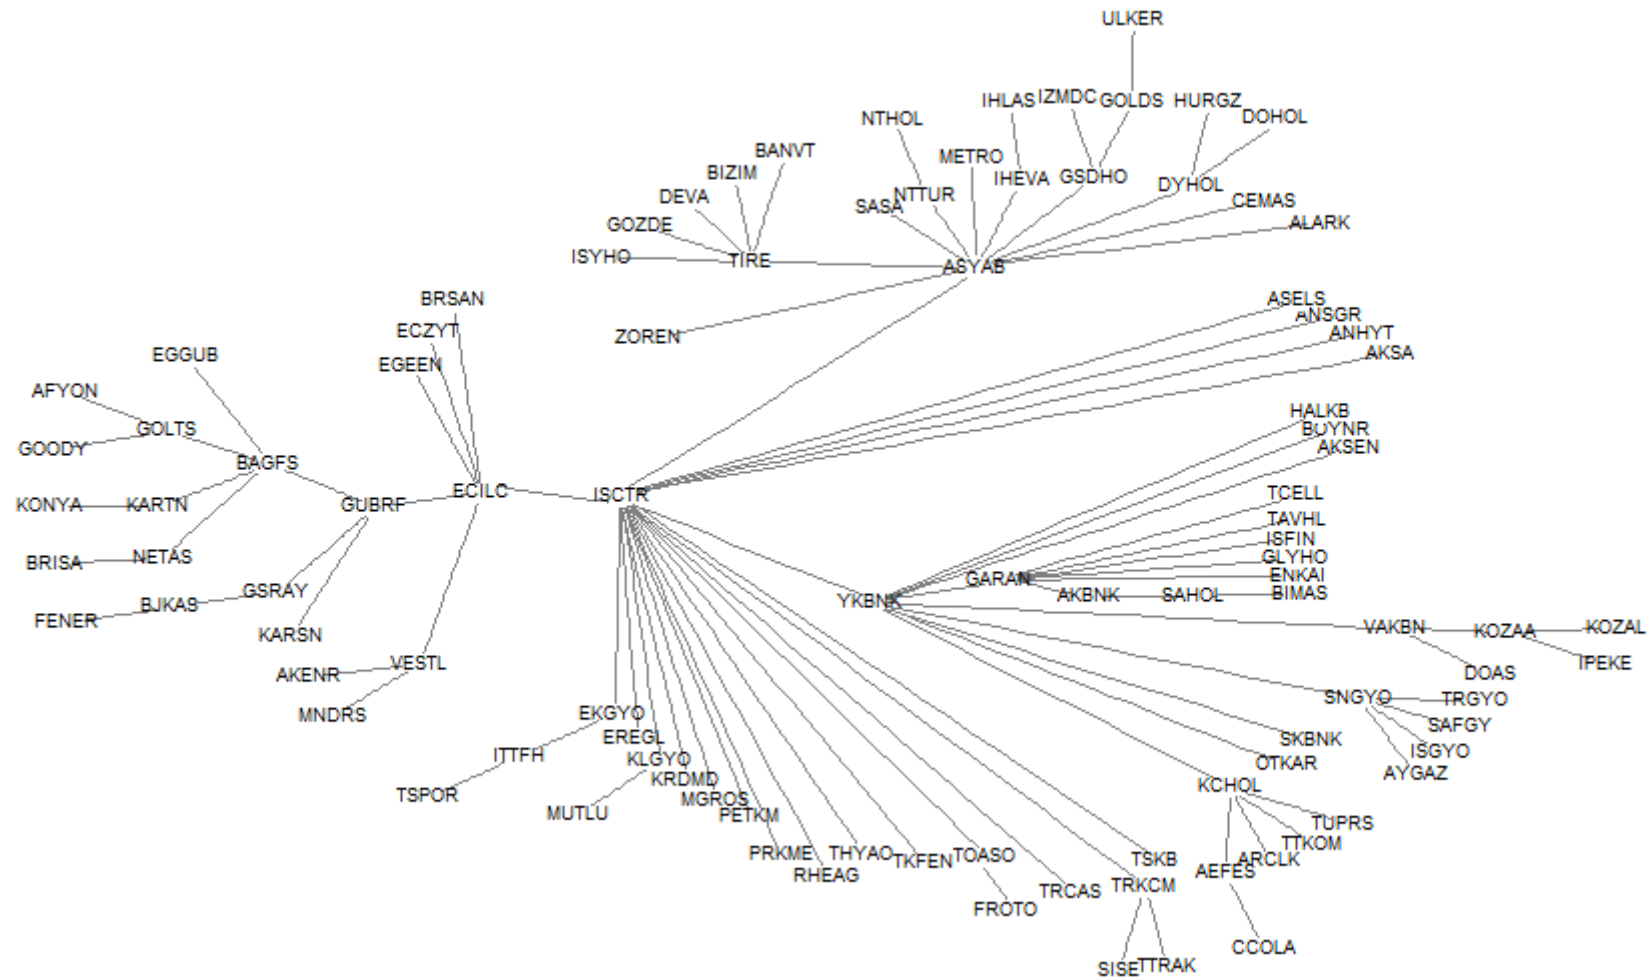 ULKER
IHLAS
IZMDC
GOLDS
HURGZ
DOHOL
NTHOL
BANVT
METRO
BIZIM
IHEVA
GSDHO
DYHOL
DEVA
NTTUR
SASA
CEMAS
GOZDE
ALARK
ISYHO
TIRE
ASYAB
BRSAN
ASELS
ANSGR
ECZYT
ZOREN
ANHYT
EGGUB
AKSA
EGEEN
AFYON
HALKB
GOLTS
BOYNR
GOODY
AKSEN
BAGFS
ECILC
ISCTR
TCELL
KONYA
KARTN
GUBRF
TAVHL
ISFIN
BRISA
NETAS
GLYHO
GARAN
ENKAI
GSRAY
AKBNK
SAHOL
BIMAS
BJKAS
YKBNK
FENER
KARSN
VAKBN
KOZAA
KOZAL
VESTL
AKENR
IPEKE
DOAS
SNGYO
TRGYO
MNDRS
EKGYO
SAFGY
EREGL
SKBNK
ISGYO
ITTFH
KLGYO
OTKAR
AYGAZ
KRDMD
KCHOL
TSPOR
MGROS
MUTLU
PETKM
TUPRS
TTKOM
PRKME
THYAO
TKFEN
TOASO
TSKB
ARCLK
RHEAG
AEFES
TRCAS
TRKCM
FROTO
CCOLA
SISE
TTRAK